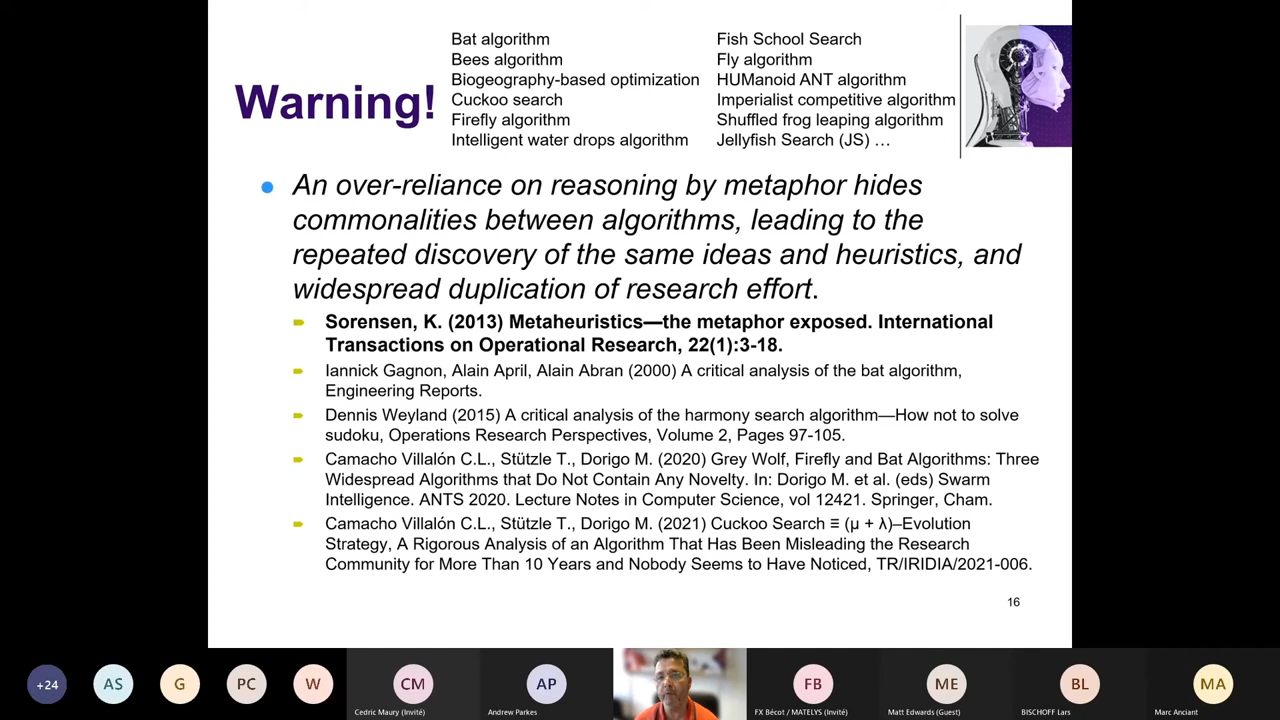 Warning!
Bat algorithm
Bees algorithm
Biogeography-based optimization
Cuckoo search
Firefly algorithm
Intelligent water drops algorithm
Fish School Search
Fly algorithm
HUManoid ANT algorithm
Imperialist competitive algorithm
Shuffled frog leaping algorithm
Jellyfish Search (JS) …
An over-reliance on reasoning by metaphor hides
commonalities between algorithms, leading to the
repeated discovery of the same ideas and heuristics, and
widespread duplication of research effort.
Sorensen, K. (2013) Metaheuristics—the metaphor exposed. International
Transactions on Operational Research, 22(1):3-18.
Iannick Gagnon, Alain April, Alain Abran (2000) A critical analysis of the bat algorithm,
Engineering Reports.
Dennis Weyland (2015) A critical analysis of the harmony search algorithm—How not to solve
sudoku, Operations Research Perspectives, Volume 2, Pages 97-105.
Camacho Villalón C.L., Stützle T., Dorigo M. (2020) Grey Wolf, Firefly and Bat Algorithms: Three
Widespread Algorithms that Do Not Contain Any Novelty. In: Dorigo M. et al. (eds) Swarm
Intelligence. ANTS 2020. Lecture Notes in Computer Science, vol 12421. Springer, Cham.
Camacho Villalón C.L., Stützle T., Dorigo M. (2021) Cuckoo Search ≡ (μ + λ)–Evolution
Strategy, A Rigorous Analysis of an Algorithm That Has Been Misleading the Research
Community for More Than 10 Years and Nobody Seems to Have Noticed, TR/IRIDIA/2021-006.
16
+24
AS
G
PC
W
CM
Cedric Maury (Invité)
AP
Andrew Parkes
FB
FX Bécot / MATELYS (Invité)
ME
Matt Edwards (Guest)
BL
BISCHOFF Lars
MA
Marc Anciant